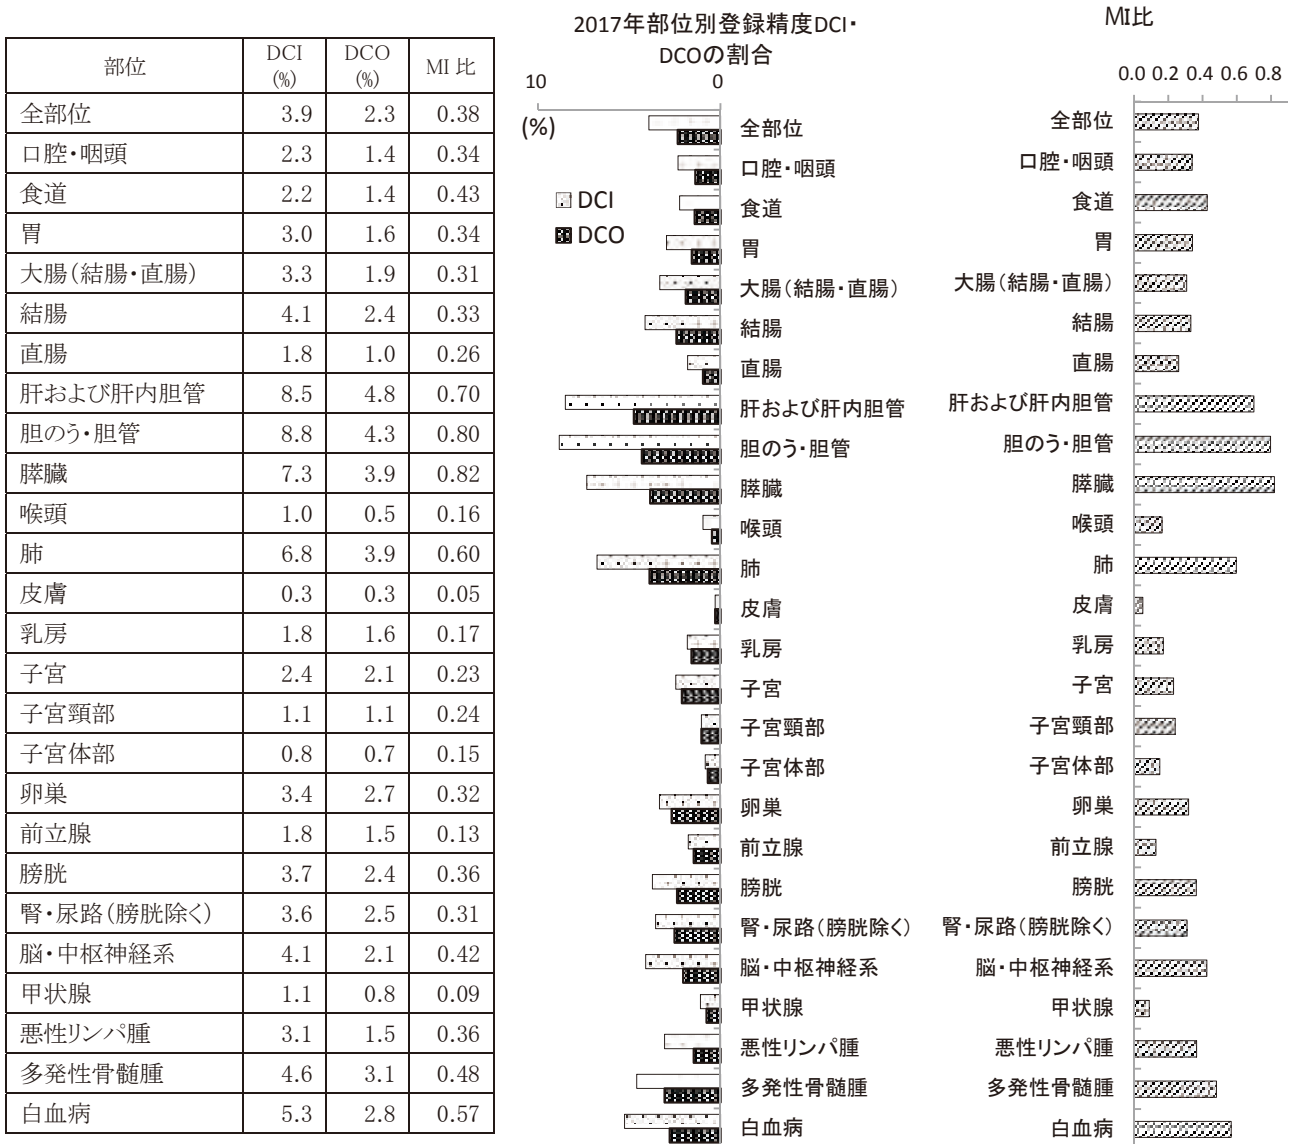 部位 DCI (%) DCO (%) MI 比
全部位 3.9 2.3 0.38
口腔・咽頭 2.3 1.4 0.34
食道 2.2 1.4 0.43
胃 3.0 1.6 0.34
大腸（結腸・直腸） 3.3 1.9 0.31
結腸 4.1 2.4 0.33
直腸 1.8 1.0 0.26
肝および肝内胆管 8.5 4.8 0.70
胆のう・胆管 8.8 4.3 0.80
膵臓 7.3 3.9 0.82
喉頭 1.0 0.5 0.16
肺 6.8 3.9 0.60
皮膚 0.3 0.3 0.05
乳房 1.8 1.6 0.17
子宮 2.4 2.1 0.23
子宮頸部 1.1 1.1 0.24
子宮体部 0.8 0.7 0.15
卵巣 3.4 2.7 0.32
前立腺 1.8 1.5 0.13
膀胱 3.7 2.4 0.36
腎・尿路（膀胱除く） 3.6 2.5 0.31
脳・中枢神経系 4.1 2.1 0.42
甲状腺 1.1 0.8 0.09
悪性リンパ腫 3.1 1.5 0.36
多発性骨髄腫 4.6 3.1 0.48
白血病 5.3 2.8 0.57
2017年部位別登録精度DCI・
DCOの割合
10 0
(%)
DCI
DCO
全部位
口腔・咽頭
食道
胃
大腸（結腸・直腸）
結腸
直腸
肝および肝内胆管
胆のう・胆管
膵臓
喉頭
肺
皮膚
乳房
子宮
子宮頸部
子宮体部
卵巣
前立腺
膀胱
腎・尿路（膀胱除く）
脳・中枢神経系
甲状腺
悪性リンパ腫
多発性骨髄腫
白血病
MI比
0.0 0.2 0.4 0.6 0.8
全部位
口腔・咽頭
食道
胃
大腸（結腸・直腸）
結腸
直腸
肝および肝内胆管
胆のう・胆管
膵臓
喉頭
肺
皮膚
乳房
子宮
子宮頸部
子宮体部
卵巣
前立腺
膀胱
腎・尿路（膀胱除く）
脳・中枢神経系
甲状腺
悪性リンパ腫
多発性骨髄腫
白血病